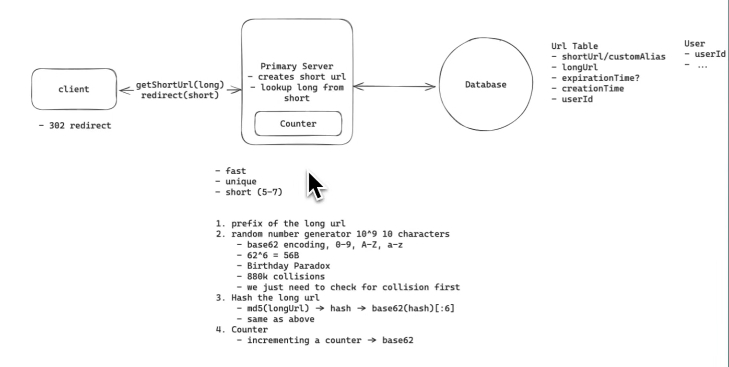 client
- 302 redirect
getShortUrl(long)
redirect(short)
Primary Server
- creates short url
- lookup long from
short
Counter
Database
Url Table
- shortUrl/customAlias
- longUrl
- expirationTime?
- creationTime
- userId
User
- userId
- ...
- fast
- unique
- short (5-7)
1. prefix of the long url
2. random number generator 10^9 10 characters
- base62 encoding, 0-9, A-Z, a-z
- 62^6 = 56B
- Birthday Paradox
- 880k collisions
- we just need to check for collision first
3. Hash the long url
- md5(longUrl) → hash → base62(hash)[:6]
- same as above
4. Counter
- incrementing a counter → base62